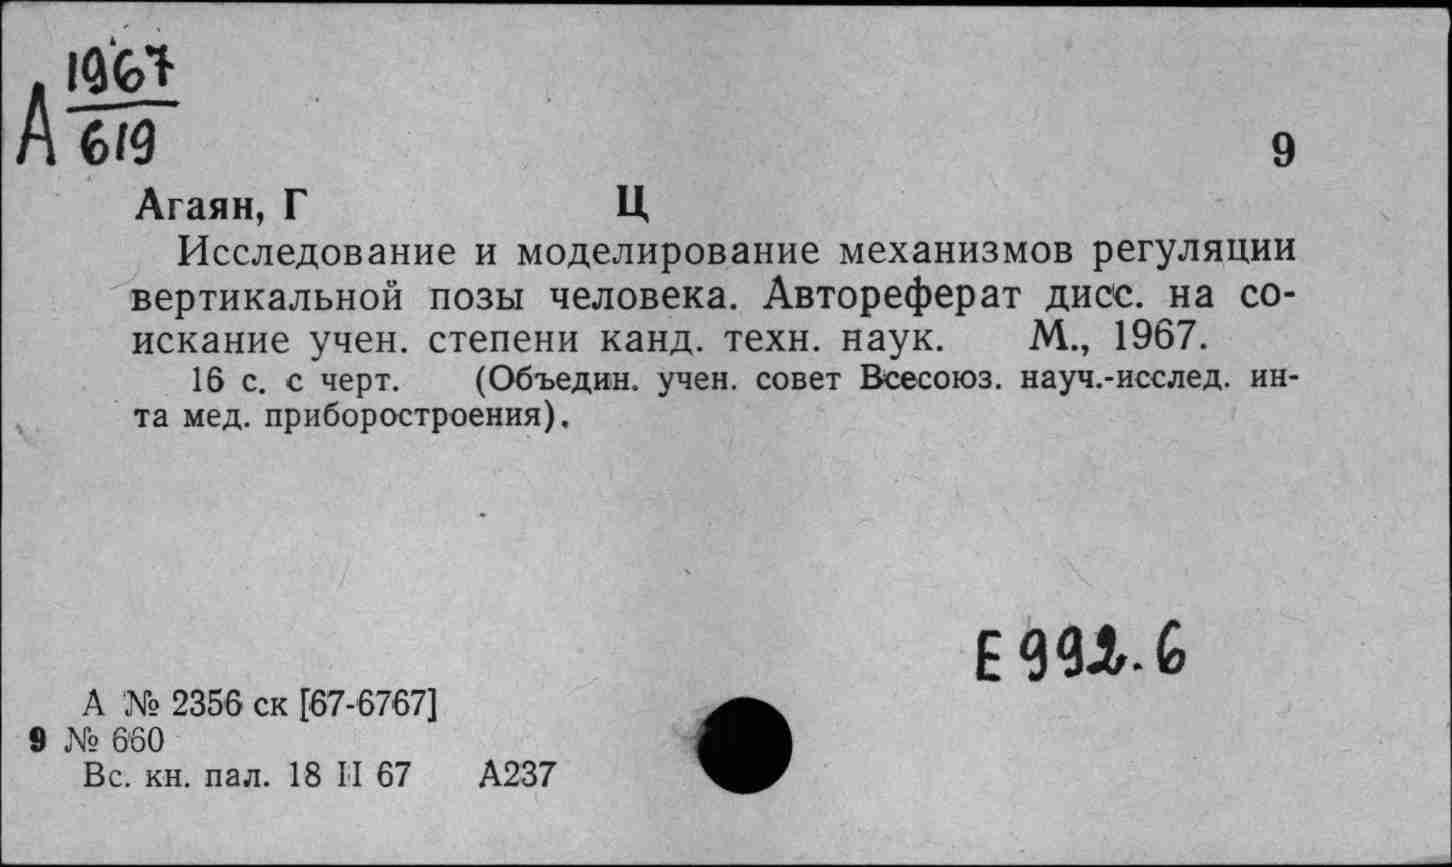 1967
А 619
9
Агаян, Г Ц
Исследование и моделирование механизмов регуляции
вертикальной позы человека. Автореферат дисс. на со-
искание учен. степени канд. техн. наук. М., 1967.
16 с. с черт. (Объедин. учен. совет Всесоюз. науч.-исслед. ин-
та мед. приборостроения).
Е 992.6
А № 2356 ск [67-6767]
9 № 660
Вс. кн. пал. 18 II 67 А237